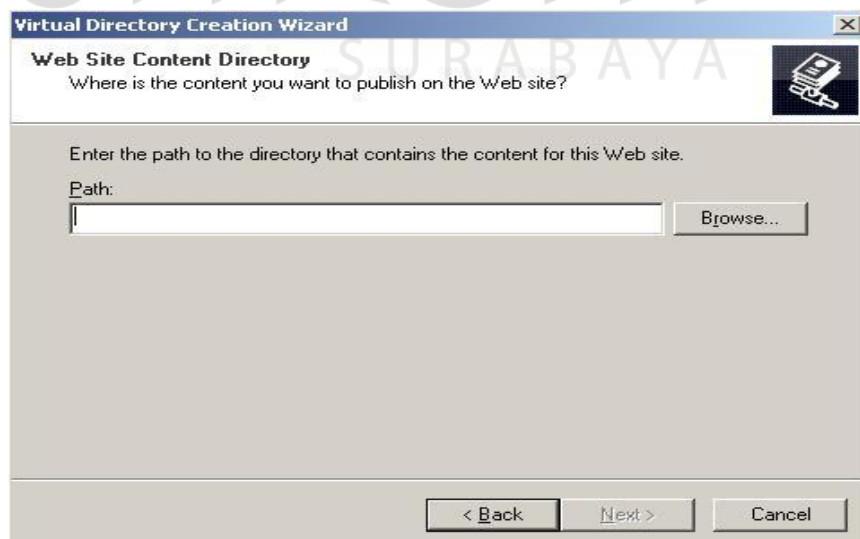 Virtual Directory Creation Wizard
SURABAYA
Web Site Content Directory
Where is the content you want to publish on the Web site?
Enter the path to the directory that contains the content for this Web site.
Path:
Browse...
< Back
Next >
Cancel